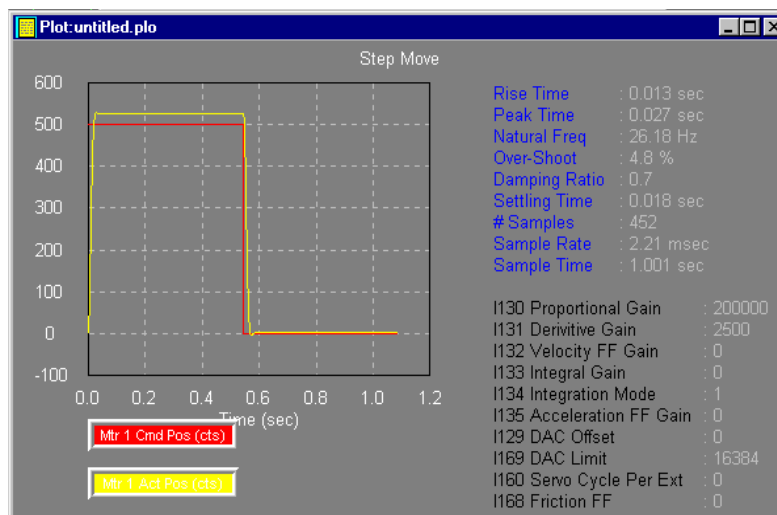 Plot:untitled.plo
Step Move
600
500
400
300
200
100
0
-100
0.0 0.2 0.4 0.6 0.8 1.0 1.2
Time (sec)
Mtr 1 Cmd Pos (cts)
Mtr 1 Act Pos (cts)
Rise Time : 0.013 sec
Peak Time : 0.027 sec
Natural Freq : 26.18 Hz
Over-Shoot : 4.8 %
Damping Ratio : 0.7
Settling Time : 0.018 sec
# Samples : 452
Sample Rate : 2.21 msec
Sample Time : 1.001 sec
I130 Proportional Gain : 200000
I131 Derivitive Gain : 2500
I132 Velocity FF Gain : 0
I133 Integral Gain : 0
I134 Integration Mode : 1
I135 Acceleration FF Gain : 0
I129 DAC Offset : 0
I169 DAC Limit : 16384
I160 Servo Cycle Per Ext : 0
I168 Friction FF : 0